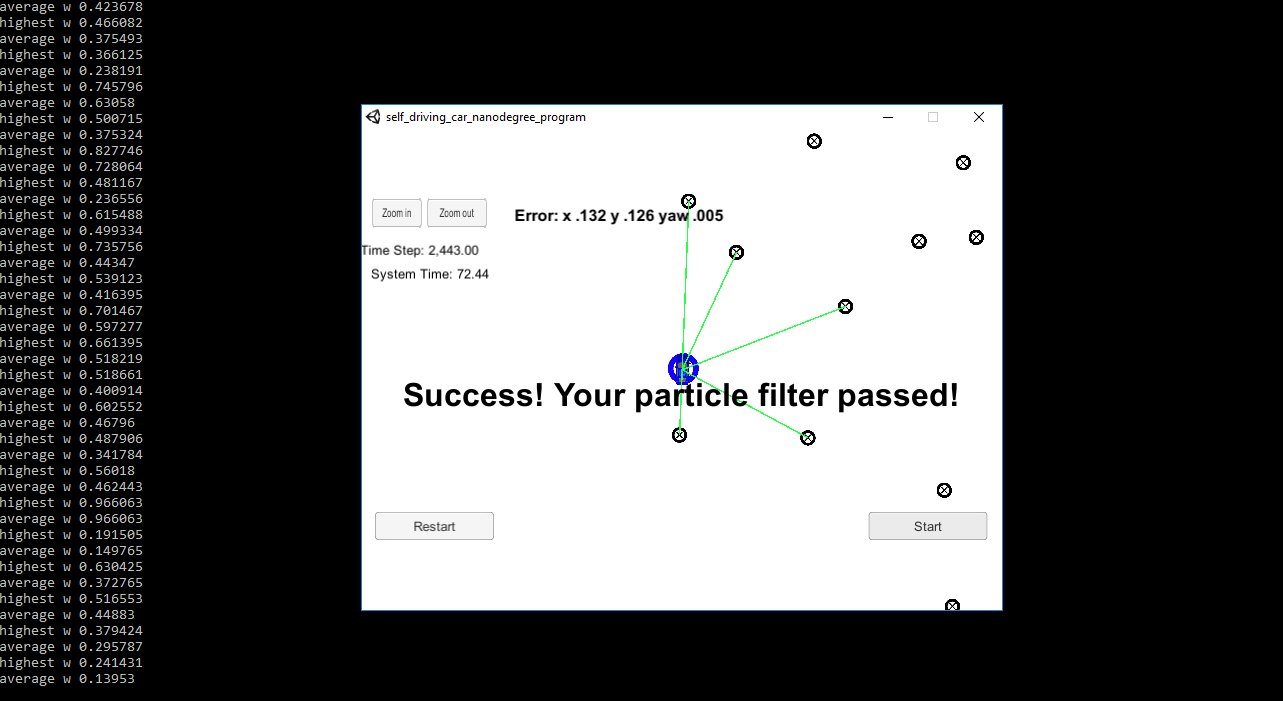 average w 0.423678
highest w 0.466082
average w 0.375493
highest w 0.366125
average w 0.238191
highest w 0.745796
average w 0.63058
highest w 0.500715
average w 0.375324
highest w 0.827746
average w 0.728064
highest w 0.481167
average w 0.236556
highest w 0.615488
average w 0.499334
highest w 0.735756
average w 0.44347
highest w 0.539123
average w 0.416395
highest w 0.701467
average w 0.597277
highest w 0.661395
average w 0.518219
highest w 0.518661
average w 0.400914
highest w 0.602552
average w 0.46796
highest w 0.487906
average w 0.341784
highest w 0.56018
average w 0.462443
highest w 0.966063
average w 0.966063
highest w 0.191505
average w 0.149765
highest w 0.630425
average w 0.372765
highest w 0.516553
average w 0.44883
highest w 0.379424
average w 0.295787
highest w 0.241431
average w 0.13953
self_driving_car_nanodegree_program
Zoom in Zoom out
Error: x .132 y .126 yaw .005
Time Step: 2,443.00
System Time: 72.44
Success! Your particle filter passed!
Restart
Start